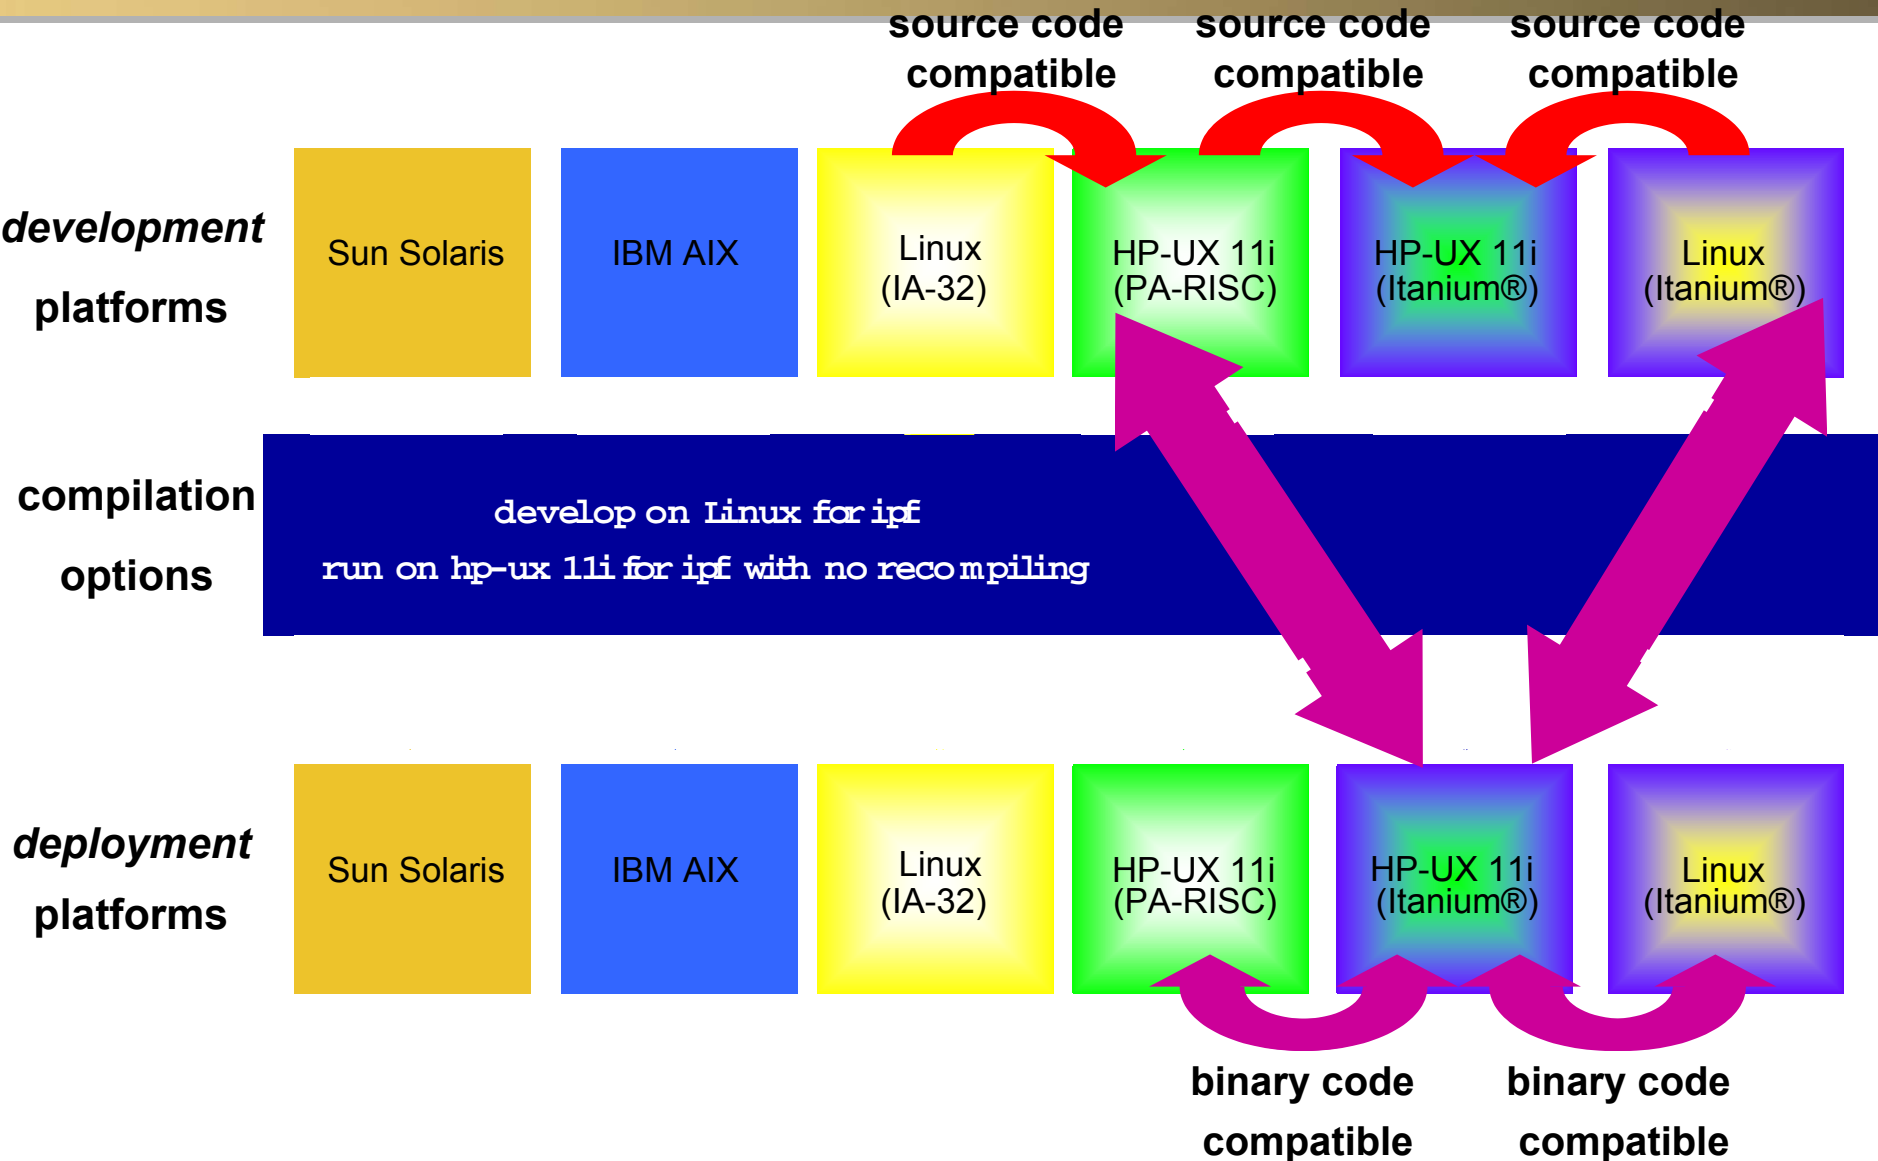 source code
compatible
source code
compatible
source code
compatible
development
platforms
Sun Solaris
IBM AIX
Linux
(IA-32)
HP-UX 11i
(PA-RISC)
HP-UX 11i
(Itanium®)
Linux
(Itanium®)
compilation
options
develop on Linux for ipf
run on hp-ux 11i for ipf with no recompiling
deployment
platforms
Sun Solaris
IBM AIX
Linux
(IA-32)
HP-UX 11i
(PA-RISC)
HP-UX 11i
(Itanium®)
Linux
(Itanium®)
binary code
compatible
binary code
compatible